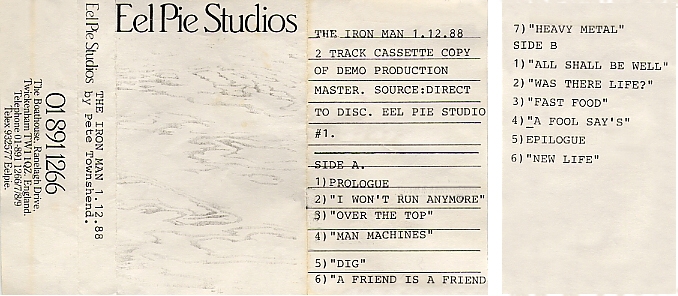 Eel Pie Studios
THE IRON MAN 1.12.88
2 TRACK CASSETTE COPY
OF DEMO PRODUCTION
MASTER. SOURCE:DIRECT
TO DISC. EEL PIE STUDIO
#1.
SIDE A.
1)PROLOGUE
2)"I WON'T RUN ANYMORE"
3)"OVER THE TOP"
4)"MAN MACHINES"
5)"DIG"
6)"A FRIEND IS A FRIEND
7)"HEAVY METAL"
SIDE B
1)"ALL SHALL BE WELL"
2)"WAS THERE LIFE?"
3)"FAST FOOD"
4)"A FOOL SAY'S"
5)EPILOGUE
6)"NEW LIFE"
Eel Pie Studios
THE IRON MAN 1.12.88
by Pete Townshend.
01 891 1266
The Boathouse, Ranelagh Drive,
Twickenham TW1 1QZ. England.
Telephone 01-891 1266/7/8/9
Telex 932577 Eelpie.